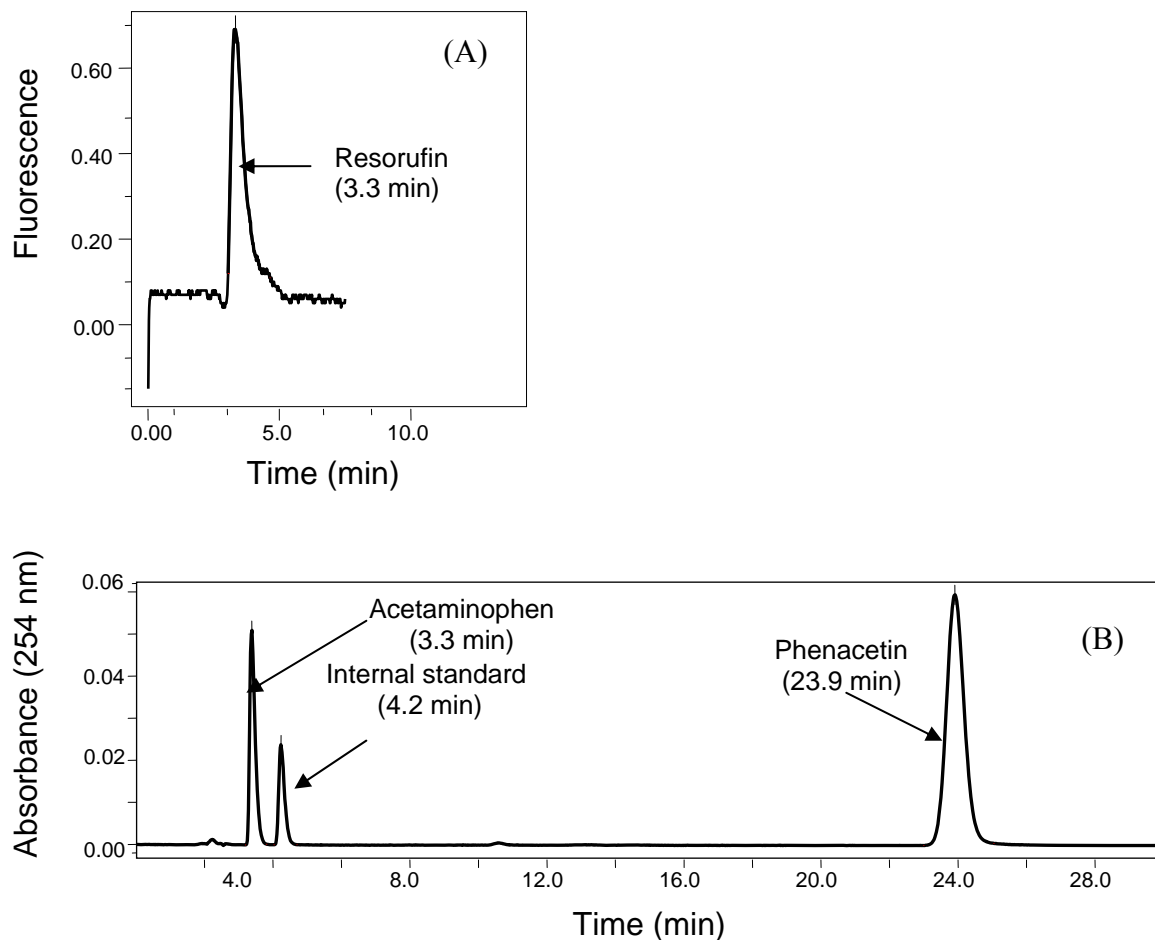 (A)
Fluorescence
0.60
0.40
0.20
0.00
Resorufin
(3.3 min)
0.00 5.0 10.0
Time (min)
(B)
Absorbance (254 nm)
0.06
0.04
0.02
0.00
Acetaminophen
(3.3 min)
Internal standard
(4.2 min)
Phenacetin
(23.9 min)
4.0 8.0 12.0 16.0 20.0 24.0 28.0
Time (min)